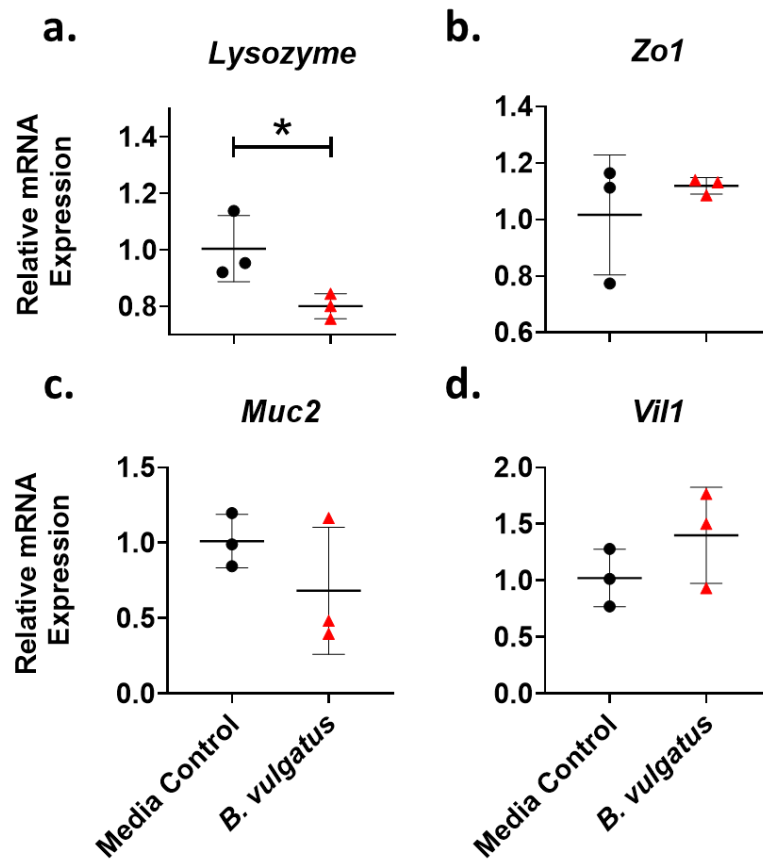 a.
Lysozyme
Relative mRNA
Expression
1.4
1.2
1.0
0.8
*
b.
Zo1
1.4
1.2
1.0
0.8
0.6
c.
Muc2
Relative mRNA
Expression
1.5
1.0
0.5
0.0
Media Control
B. vulgatus
d.
Vil1
2.0
1.5
1.0
0.5
0.0
Media Control
B. vulgatus